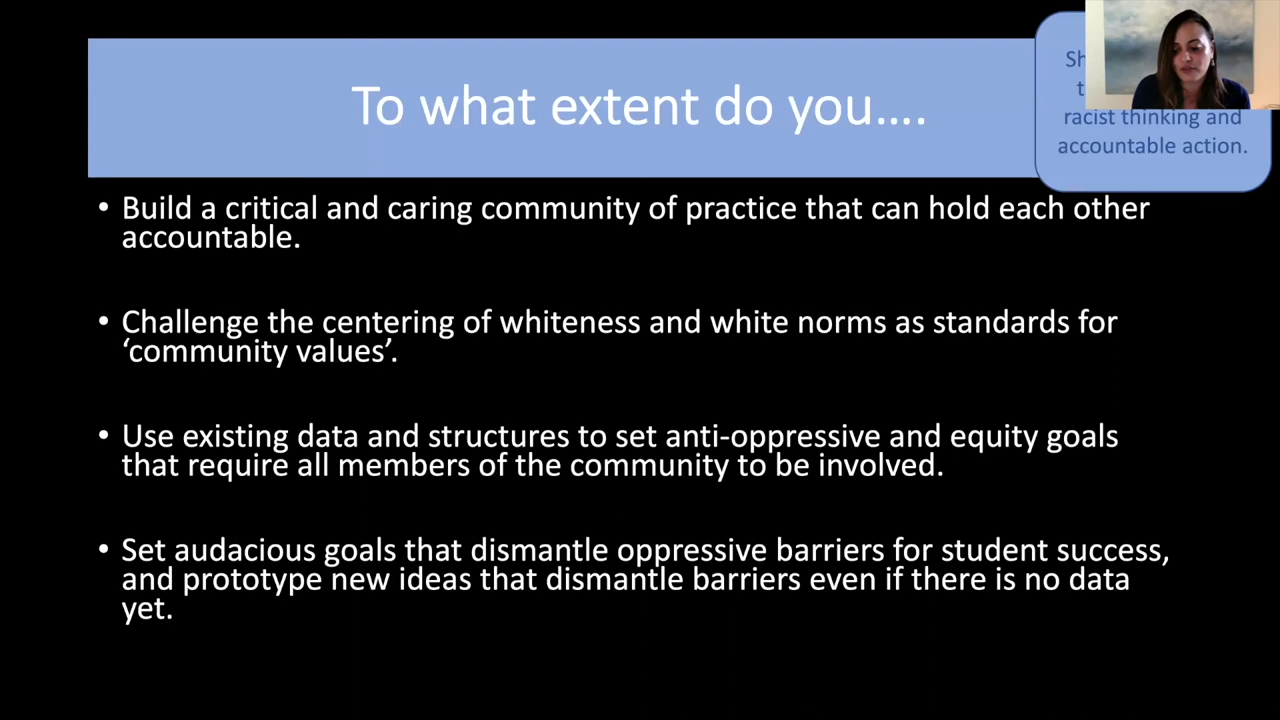 To what extent do you....
Sh
t
racist thinking and
accountable action.
• Build a critical and caring community of practice that can hold each other
accountable.
• Challenge the centering of whiteness and white norms as standards for
‘community values’.
• Use existing data and structures to set anti-oppressive and equity goals
that require all members of the community to be involved.
• Set audacious goals that dismantle oppressive barriers for student success,
and prototype new ideas that dismantle barriers even if there is no data
yet.